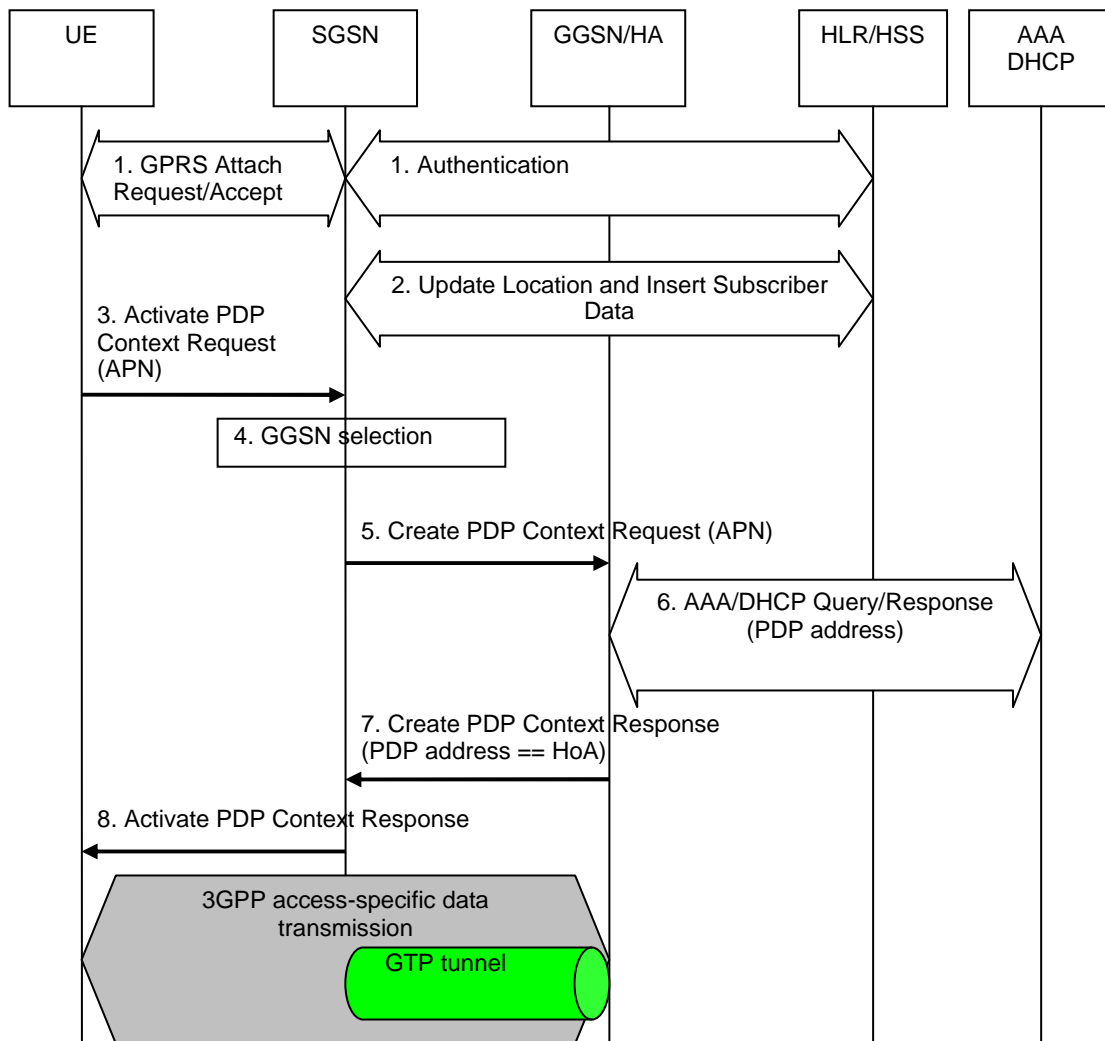 UE
SGSN
GGSN/HA
HLR/HSS
AAA
DHCP
1. GPRS Attach
Request/Accept
1. Authentication
2. Update Location and Insert Subscriber
Data
3. Activate PDP
Context Request
(APN)
4. GGSN selection
5. Create PDP Context Request (APN)
6. AAA/DHCP Query/Response
(PDP address)
7. Create PDP Context Response
(PDP address == HoA)
8. Activate PDP Context Response
3GPP access-specific data
transmission
GTP tunnel